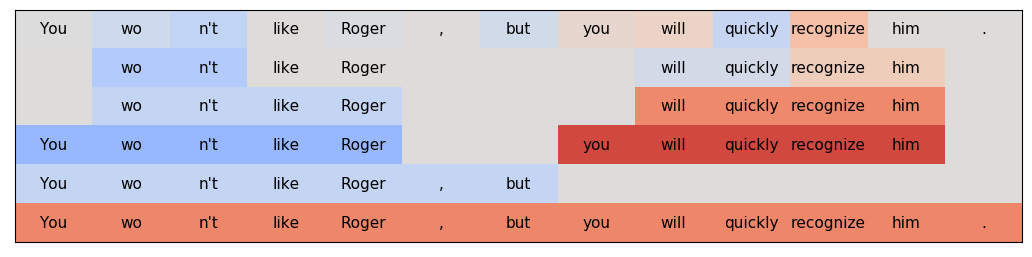 You wo n't like Roger , but you will quickly recognize him .
wo n't like Roger will quickly recognize him
wo n't like Roger will quickly recognize him
You wo n't like Roger you will quickly recognize him
You wo n't like Roger , but
You wo n't like Roger , but you will quickly recognize him .